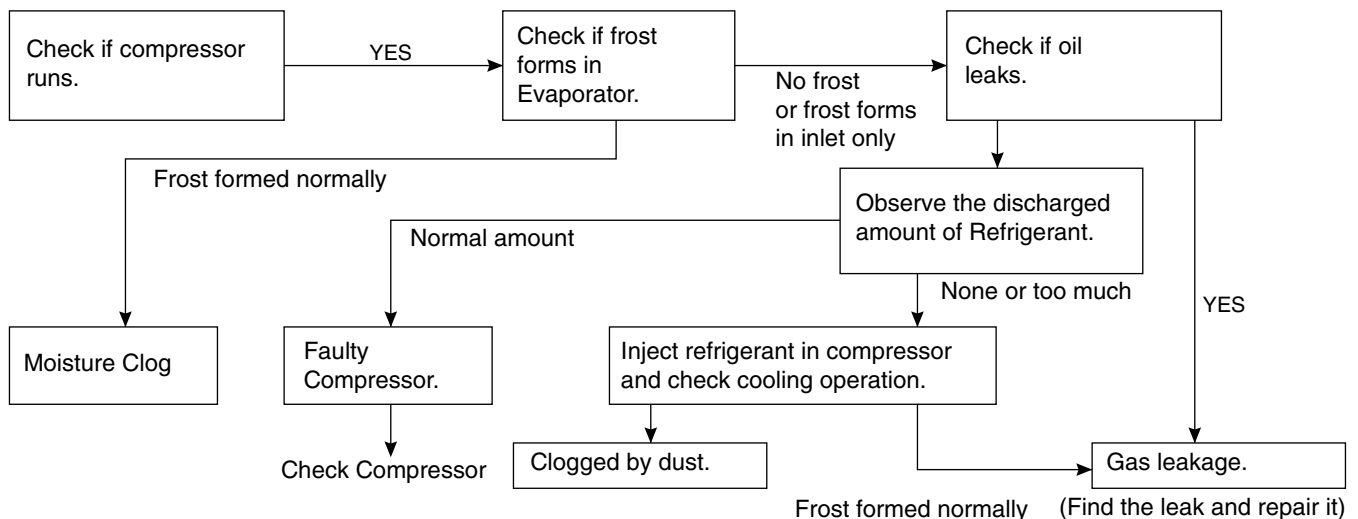 Check if compressor
runs.
YES
Check if frost
forms in
Evaporator.
No frost
or frost forms
in inlet only
Check if oil
leaks.
Frost formed normally
Observe the discharged
amount of Refrigerant.
Normal amount
None or too much
YES
Moisture Clog
Faulty
Compressor.
Inject refrigerant in compressor
and check cooling operation.
Check Compressor
Clogged by dust.
Gas leakage.
Frost formed normally
(Find the leak and repair it)